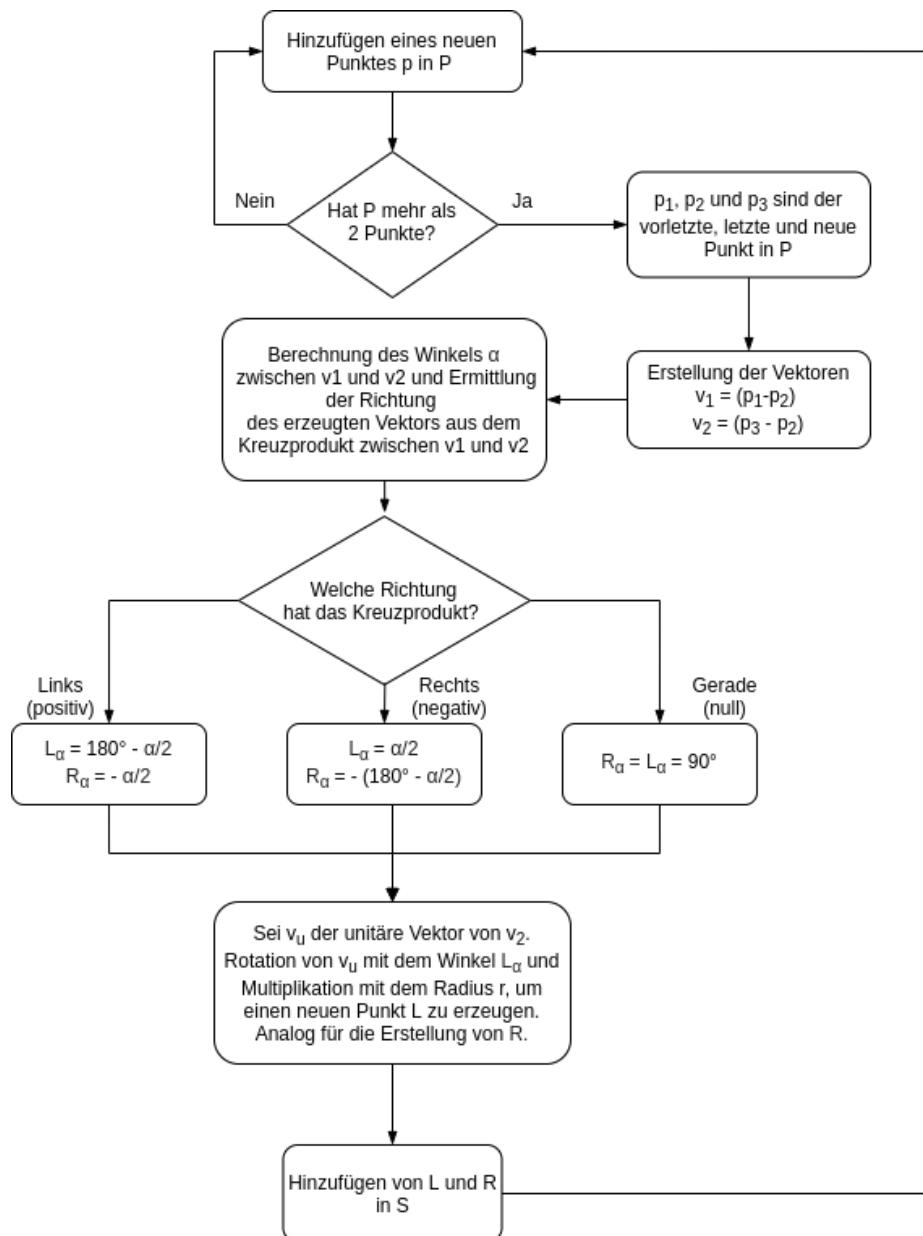 Hinzufügen eines neuen
Punktes p in P
Nein
Hat P mehr als
2 Punkte?
Ja
p1, p2 und p3 sind der
vorletzte, letzte und neue
Punkt in P
Erstellung der Vektoren
v1 = (p1-p2)
v2 = (p3 - p2)
Berechnung des Winkels α
zwischen v1 und v2 und Ermittlung
der Richtung
des erzeugten Vektors aus dem
Kreuzprodukt zwischen v1 und v2
Welche Richtung
hat das Kreuzprodukt?
Links
(positiv)
Rechts
(negativ)
Gerade
(null)
Lα = 180° - α/2
Rα = - α/2
Lα = α/2
Rα = - (180° - α/2)
Rα = Lα = 90°
Sei vu der unitäre Vektor von v2.
Rotation von vu mit dem Winkel Lα und
Multiplikation mit dem Radius r, um
einen neuen Punkt L zu erzeugen.
Analog für die Erstellung von R.
Hinzufügen von L und R
in S